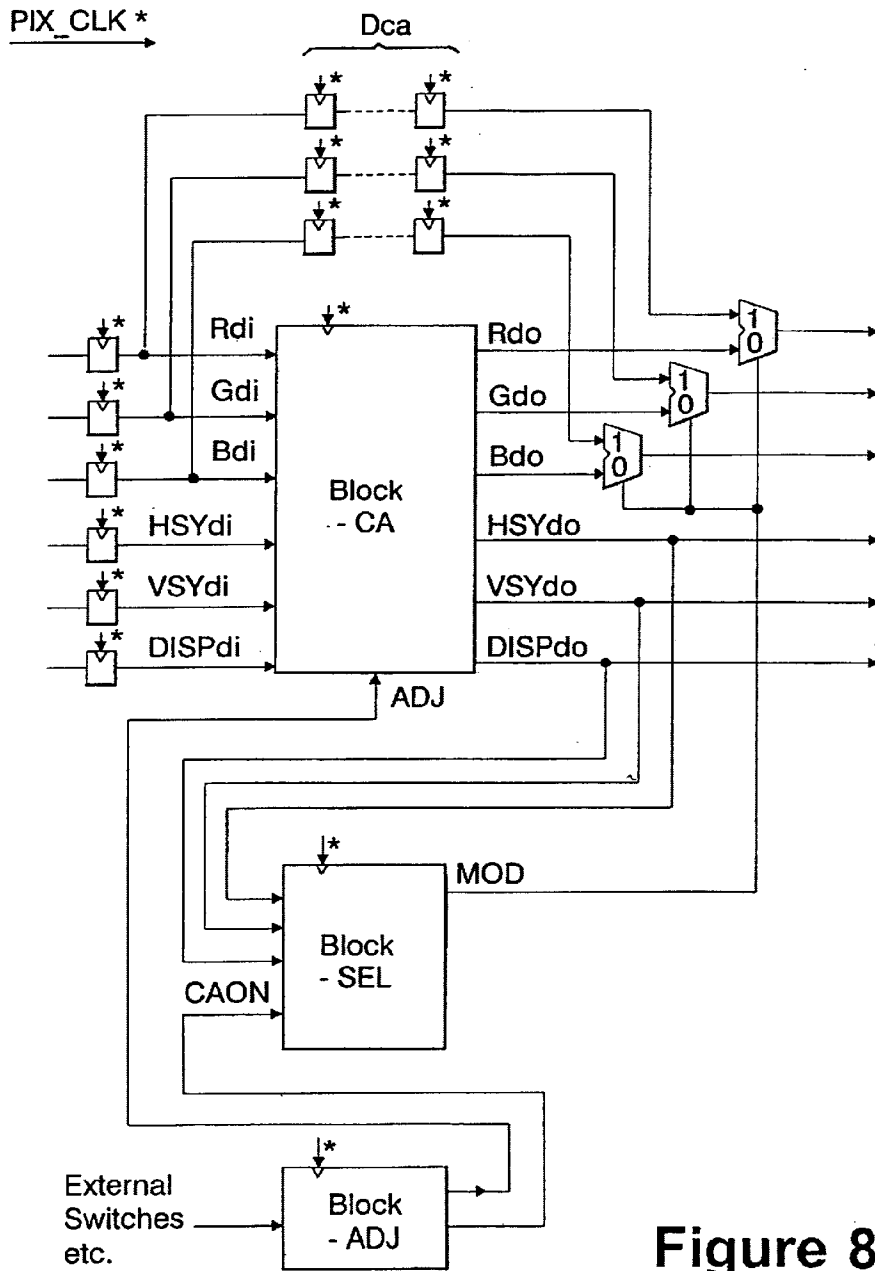 PIX_CLK *
Dca
* *
* *
* *
*
* Rdi Rdo 1 0
* Gdi Gdo 1 0
* Bdi Bdo 1 0
Block
- CA
* HSYdi HSYdo
* VSYdi VSYdo
* DISPdi DISPdo
ADJ
*
MOD
Block
- SEL
CAON
*
External
Switches
etc.
Block
- ADJ
Figure 8